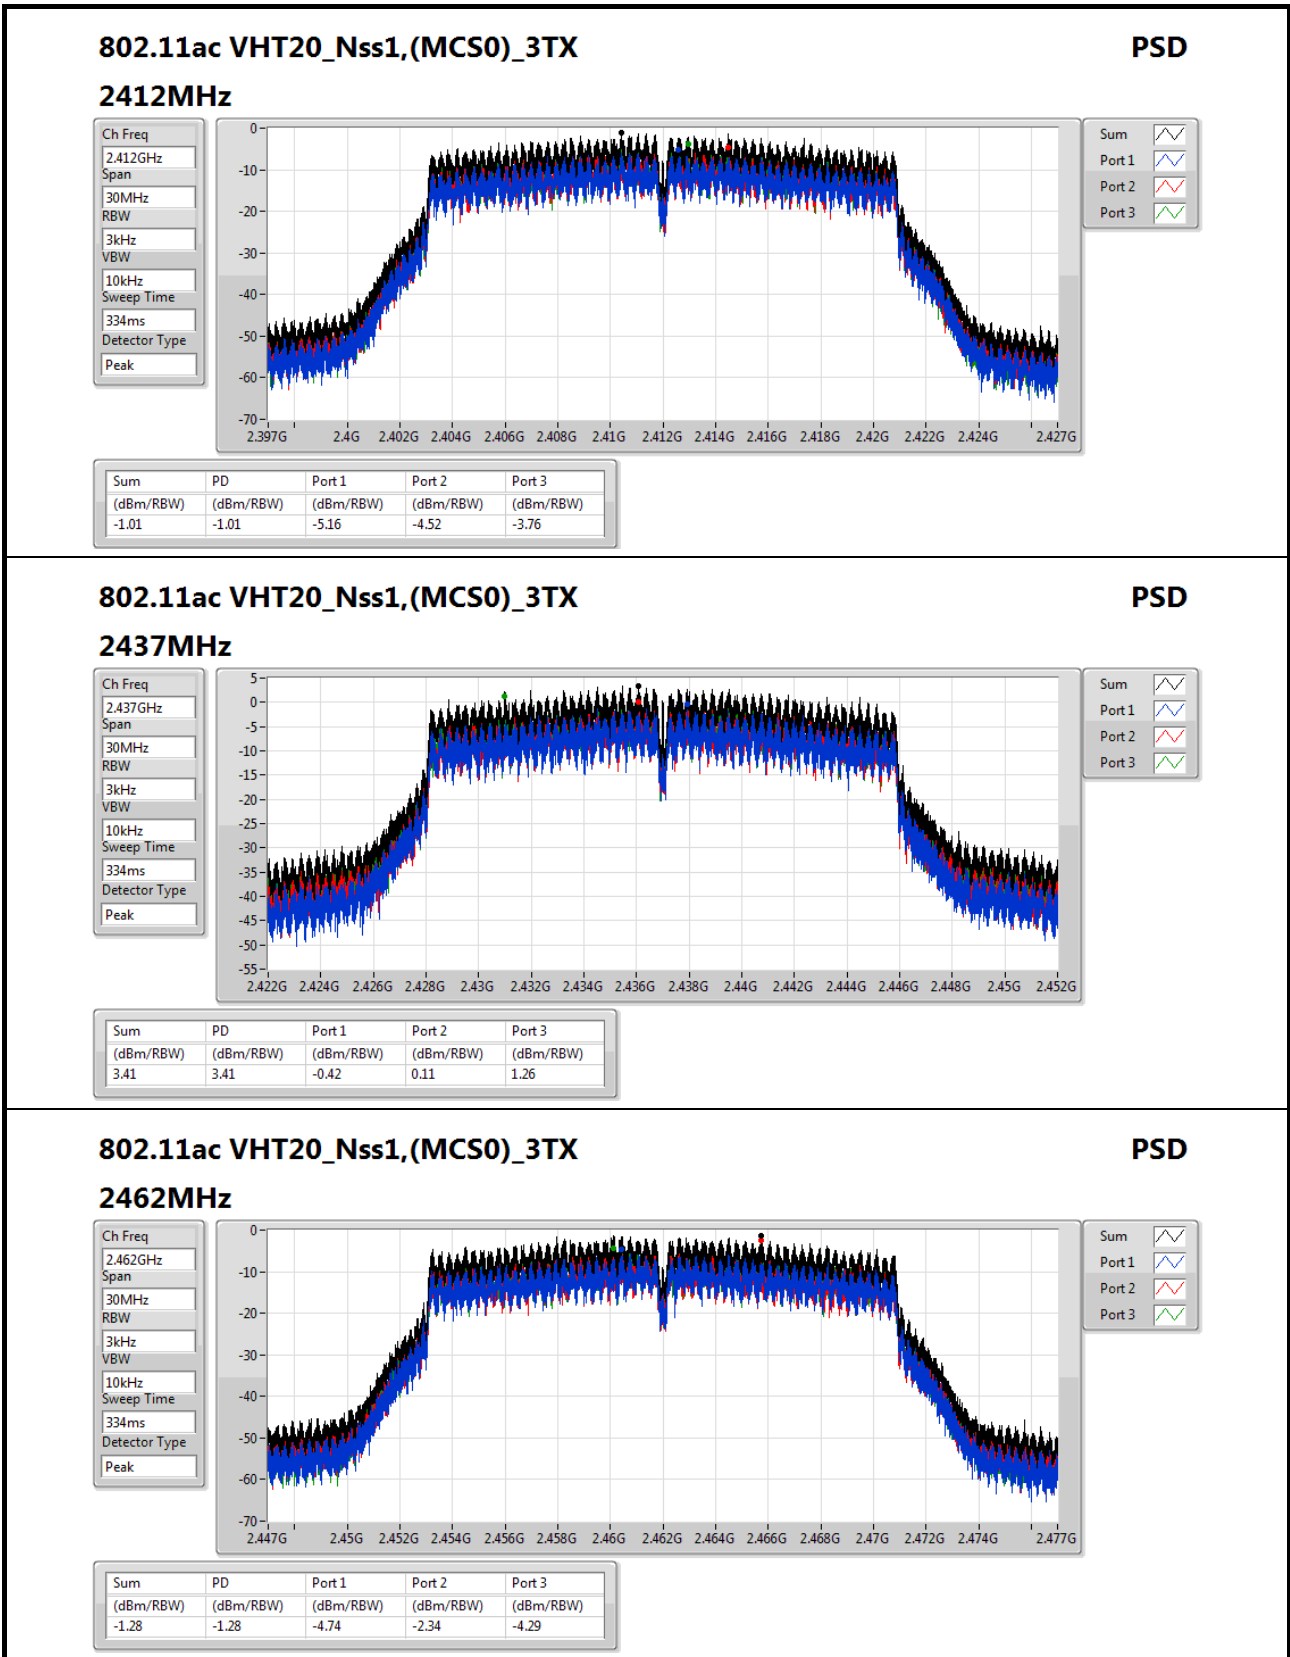 802.11ac VHT20_Nss1,(MCS0)_3TX PSD
2412MHz
Ch Freq
2.412GHz
Span
30MHz
RBW
3kHz
VBW
10kHz
Sweep Time
334ms
Detector Type
Peak
0
-10
-20
-30
-40
-50
-60
-70
2.397G 2.4G 2.402G 2.404G 2.406G 2.408G 2.41G 2.412G 2.414G 2.416G 2.418G 2.42G 2.422G 2.424G 2.427G
Sum
Port 1
Port 2
Port 3
Sum PD Port 1 Port 2 Port 3
(dBm/RBW) (dBm/RBW) (dBm/RBW) (dBm/RBW) (dBm/RBW)
-1.01 -1.01 -5.16 -4.52 -3.76
802.11ac VHT20_Nss1,(MCS0)_3TX PSD
2437MHz
Ch Freq
2.437GHz
Span
30MHz
RBW
3kHz
VBW
10kHz
Sweep Time
334ms
Detector Type
Peak
5
0
-5
-10
-15
-20
-25
-30
-35
-40
-45
-50
-55
2.422G 2.424G 2.426G 2.428G 2.43G 2.432G 2.434G 2.436G 2.438G 2.44G 2.442G 2.444G 2.446G 2.448G 2.45G 2.452G
Sum
Port 1
Port 2
Port 3
Sum PD Port 1 Port 2 Port 3
(dBm/RBW) (dBm/RBW) (dBm/RBW) (dBm/RBW) (dBm/RBW)
3.41 3.41 -0.42 0.11 1.26
802.11ac VHT20_Nss1,(MCS0)_3TX PSD
2462MHz
Ch Freq
2.462GHz
Span
30MHz
RBW
3kHz
VBW
10kHz
Sweep Time
334ms
Detector Type
Peak
0
-10
-20
-30
-40
-50
-60
-70
2.447G 2.45G 2.452G 2.454G 2.456G 2.458G 2.46G 2.462G 2.464G 2.466G 2.468G 2.47G 2.472G 2.474G 2.477G
Sum
Port 1
Port 2
Port 3
Sum PD Port 1 Port 2 Port 3
(dBm/RBW) (dBm/RBW) (dBm/RBW) (dBm/RBW) (dBm/RBW)
-1.28 -1.28 -4.74 -2.34 -4.29